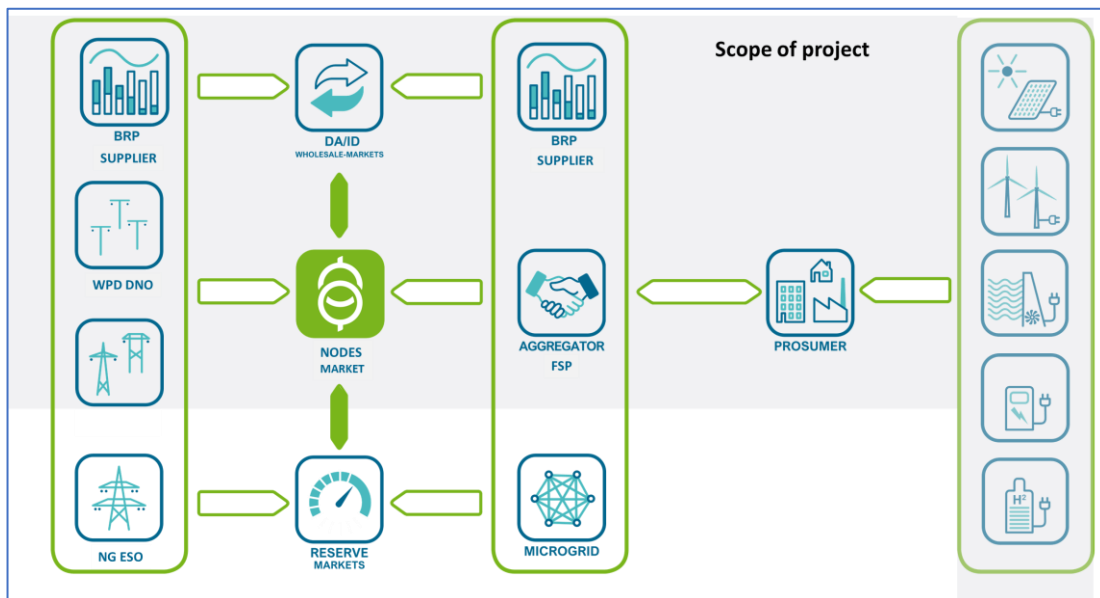 Scope of project
BRP
SUPPLIER
DA/ID
WHOLESALE-MARKETS
BRP
SUPPLIER
WPD DNO
NODES
MARKET
AGGREGATOR
FSP
PROSUMER
NG ESO
RESERVE
MARKETS
MICROGRID
H²